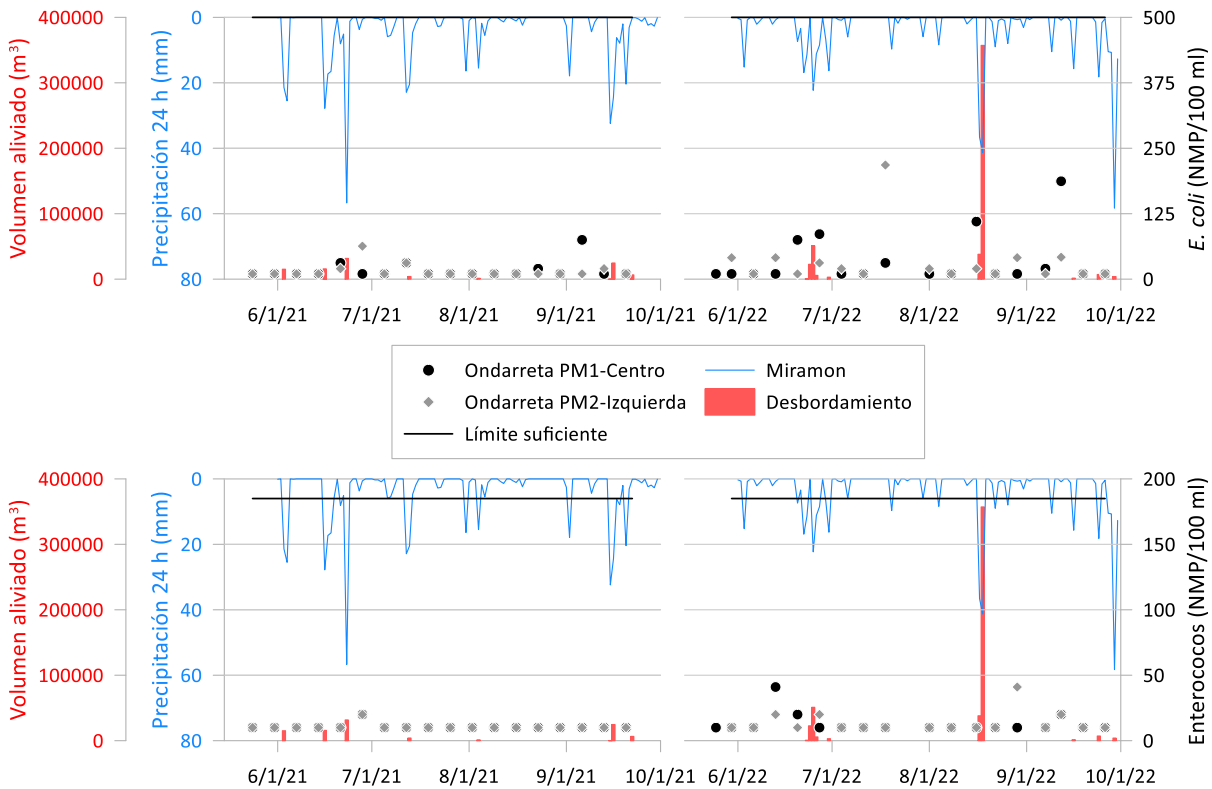 Volumen aliviado (m³)
400000
300000
200000
100000
0
Precipitación 24 h (mm)
0
20
40
60
80
500
375
250
125
0
E. coli (NMP/100 ml)
6/1/21 7/1/21 8/1/21 9/1/21 10/1/21 6/1/22 7/1/22 8/1/22 9/1/22 10/1/22
Ondarreta PM1-Centro Miramon
Ondarreta PM2-Izquierda Desbordamiento
Límite suficiente
Volumen aliviado (m³)
400000
300000
200000
100000
0
Precipitación 24 h (mm)
0
20
40
60
80
200
150
100
50
0
Enterococos (NMP/100 ml)
6/1/21 7/1/21 8/1/21 9/1/21 10/1/21 6/1/22 7/1/22 8/1/22 9/1/22 10/1/22